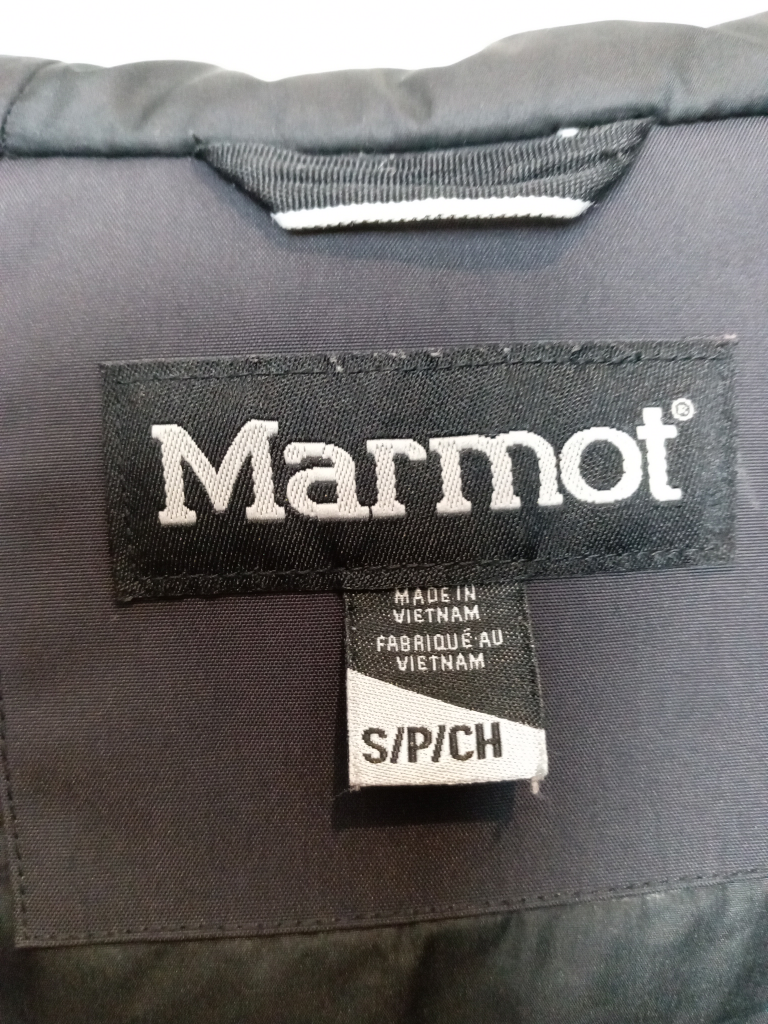 Marmot®
MADE IN
VIETNAM
FABRIQUÉ AU
VIETNAM
S/P/CH